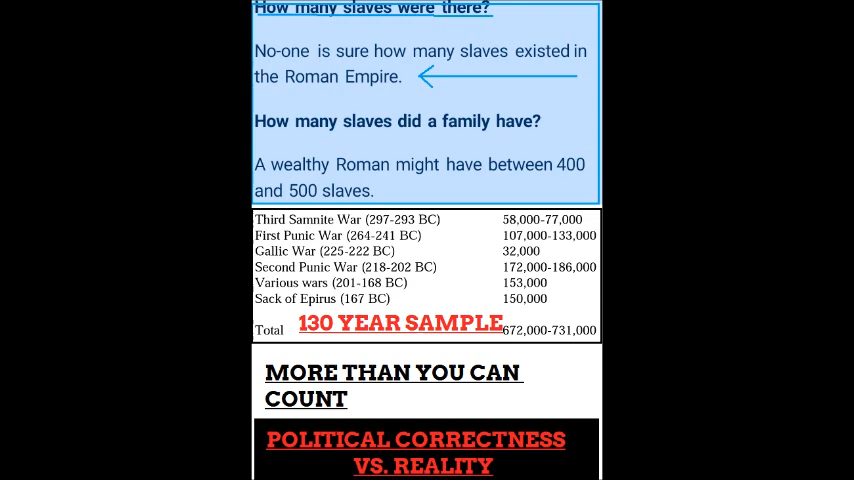 How many slaves were there?
No-one is sure how many slaves existed in
the Roman Empire.
How many slaves did a family have?
A wealthy Roman might have between 400
and 500 slaves.
Third Samnite War (297-293 BC) 58,000-77,000
First Punic War (264-241 BC) 107,000-133,000
Gallic War (225-222 BC) 32,000
Second Punic War (218-202 BC) 172,000-186,000
Various wars (201-168 BC) 153,000
Sack of Epirus (167 BC) 150,000
Total 130 YEAR SAMPLE 672,000-731,000
MORE THAN YOU CAN
COUNT
POLITICAL CORRECTNESS
VS. REALITY